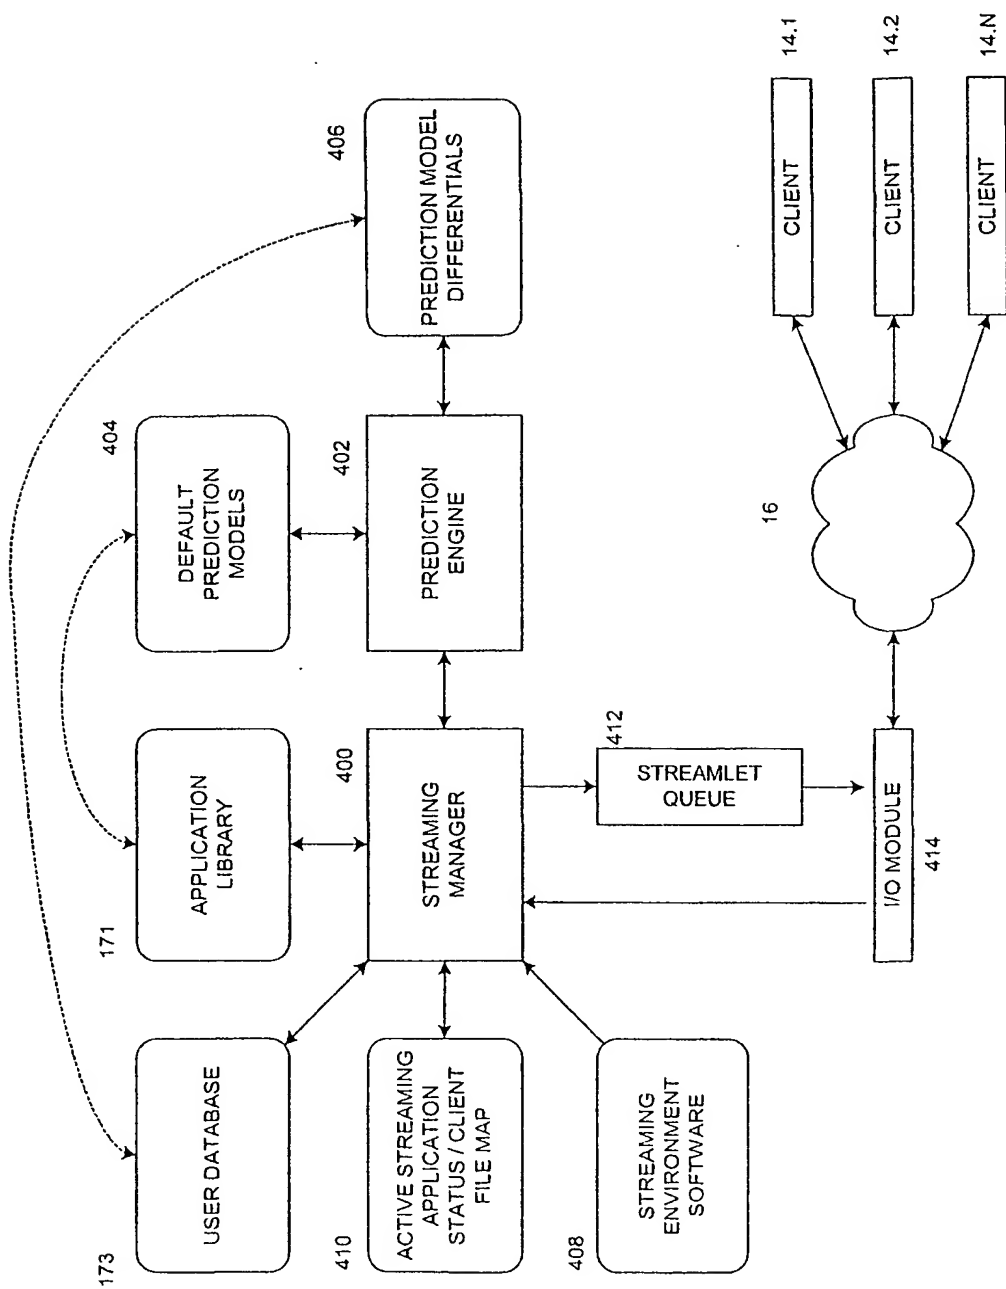 173
USER DATABASE
171
APPLICATION
LIBRARY
404
DEFAULT
PREDICTION
MODELS
410
ACTIVE STREAMING
APPLICATION
STATUS / CLIENT
FILE MAP
400
STREAMING
MANAGER
402
PREDICTION
ENGINE
406
PREDICTION MODEL
DIFFERENTIALS
408
STREAMING
ENVIRONMENT
SOFTWARE
412
STREAMLET
QUEUE
I/O MODULE
414
16
CLIENT
14.1
CLIENT
14.2
CLIENT
14.N